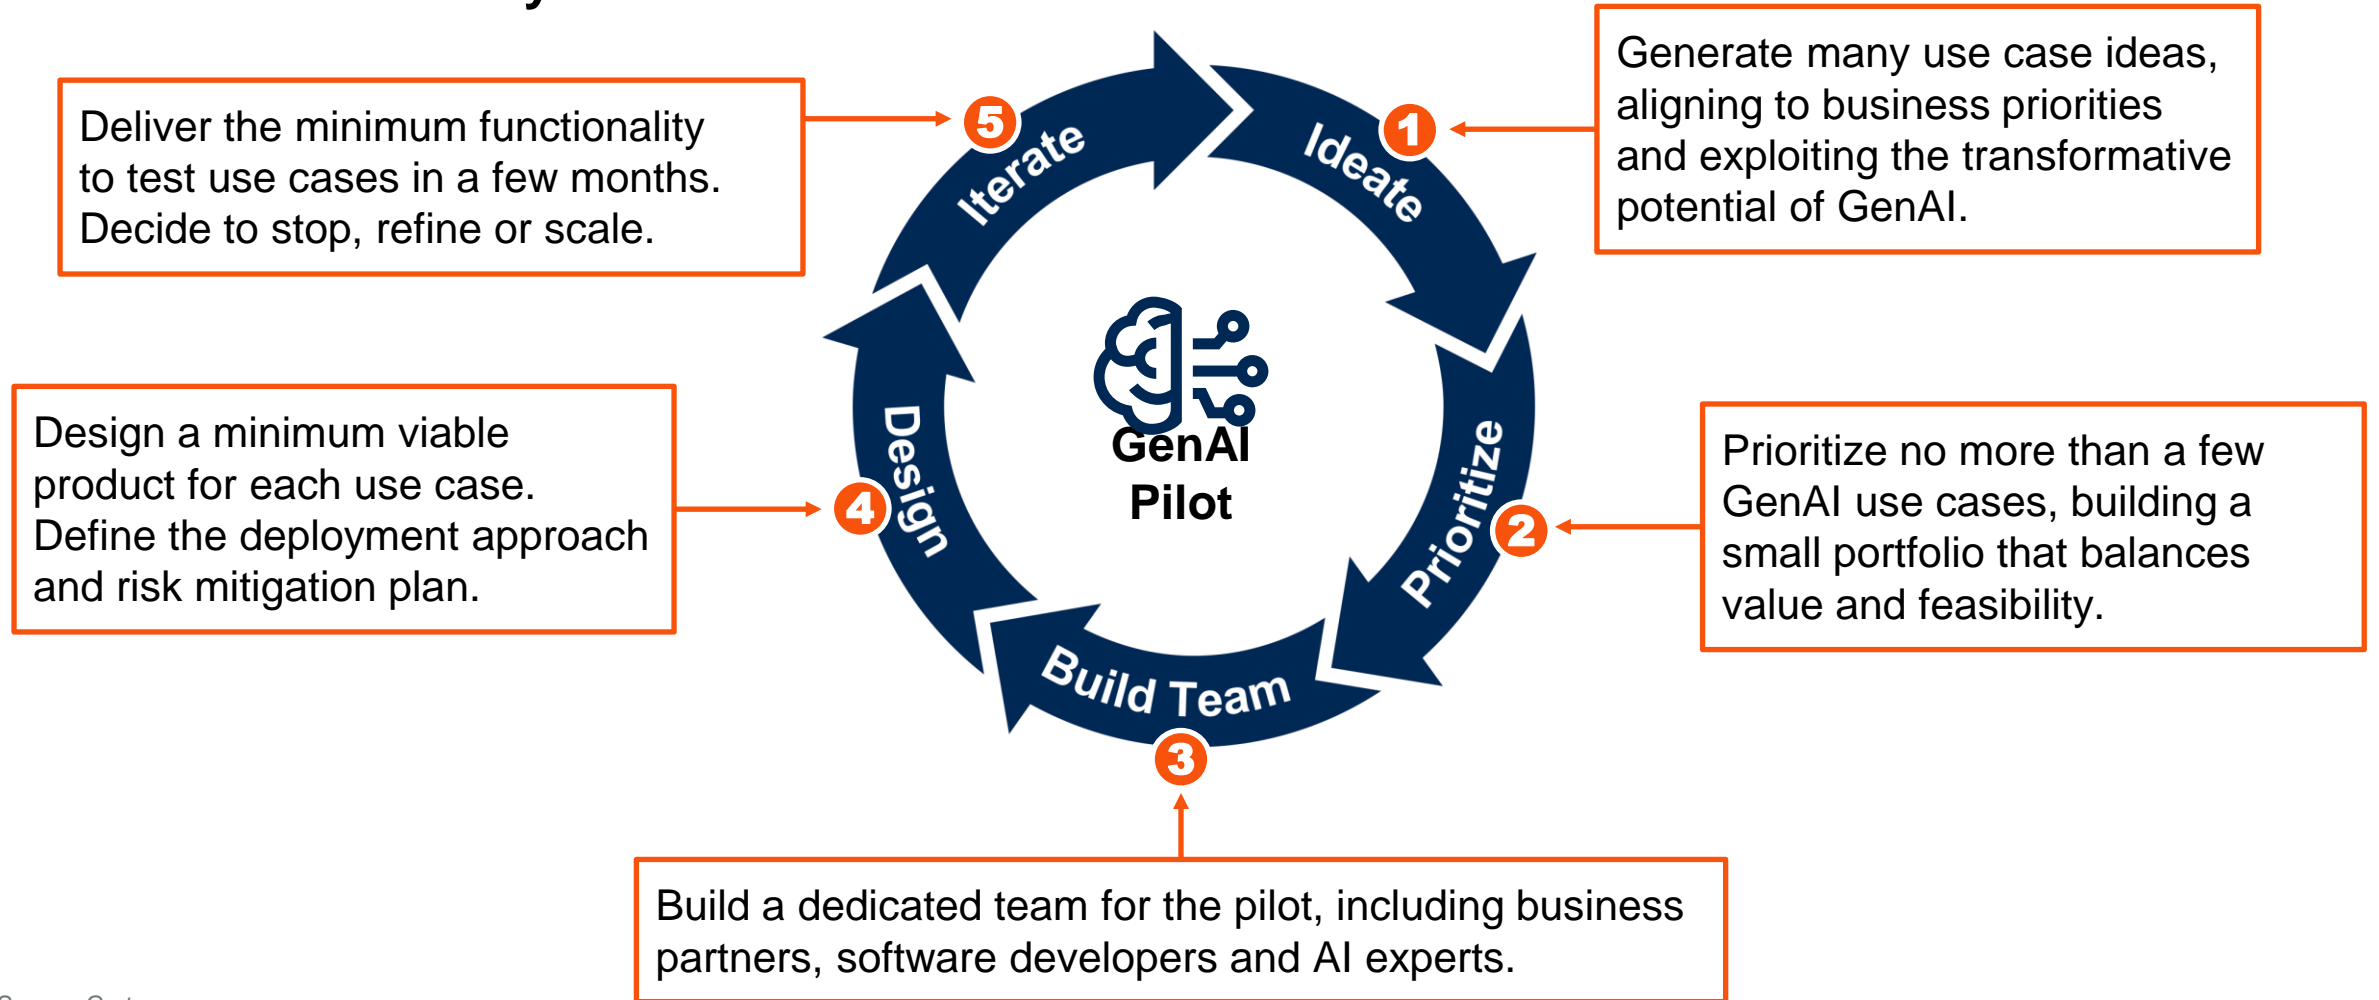 Generate many use case ideas,
aligning to business priorities
and exploiting the transformative
potential of GenAI.
1
Ideate
Prioritize no more than a few
GenAI use cases, building a
small portfolio that balances
value and feasibility.
2
Prioritize
Build a dedicated team for the pilot, including business
partners, software developers and AI experts.
3
Build Team
Design a minimum viable
product for each use case.
Define the deployment approach
and risk mitigation plan.
4
Design
Deliver the minimum functionality
to test use cases in a few months.
Decide to stop, refine or scale.
5
Iterate
GenAI
Pilot